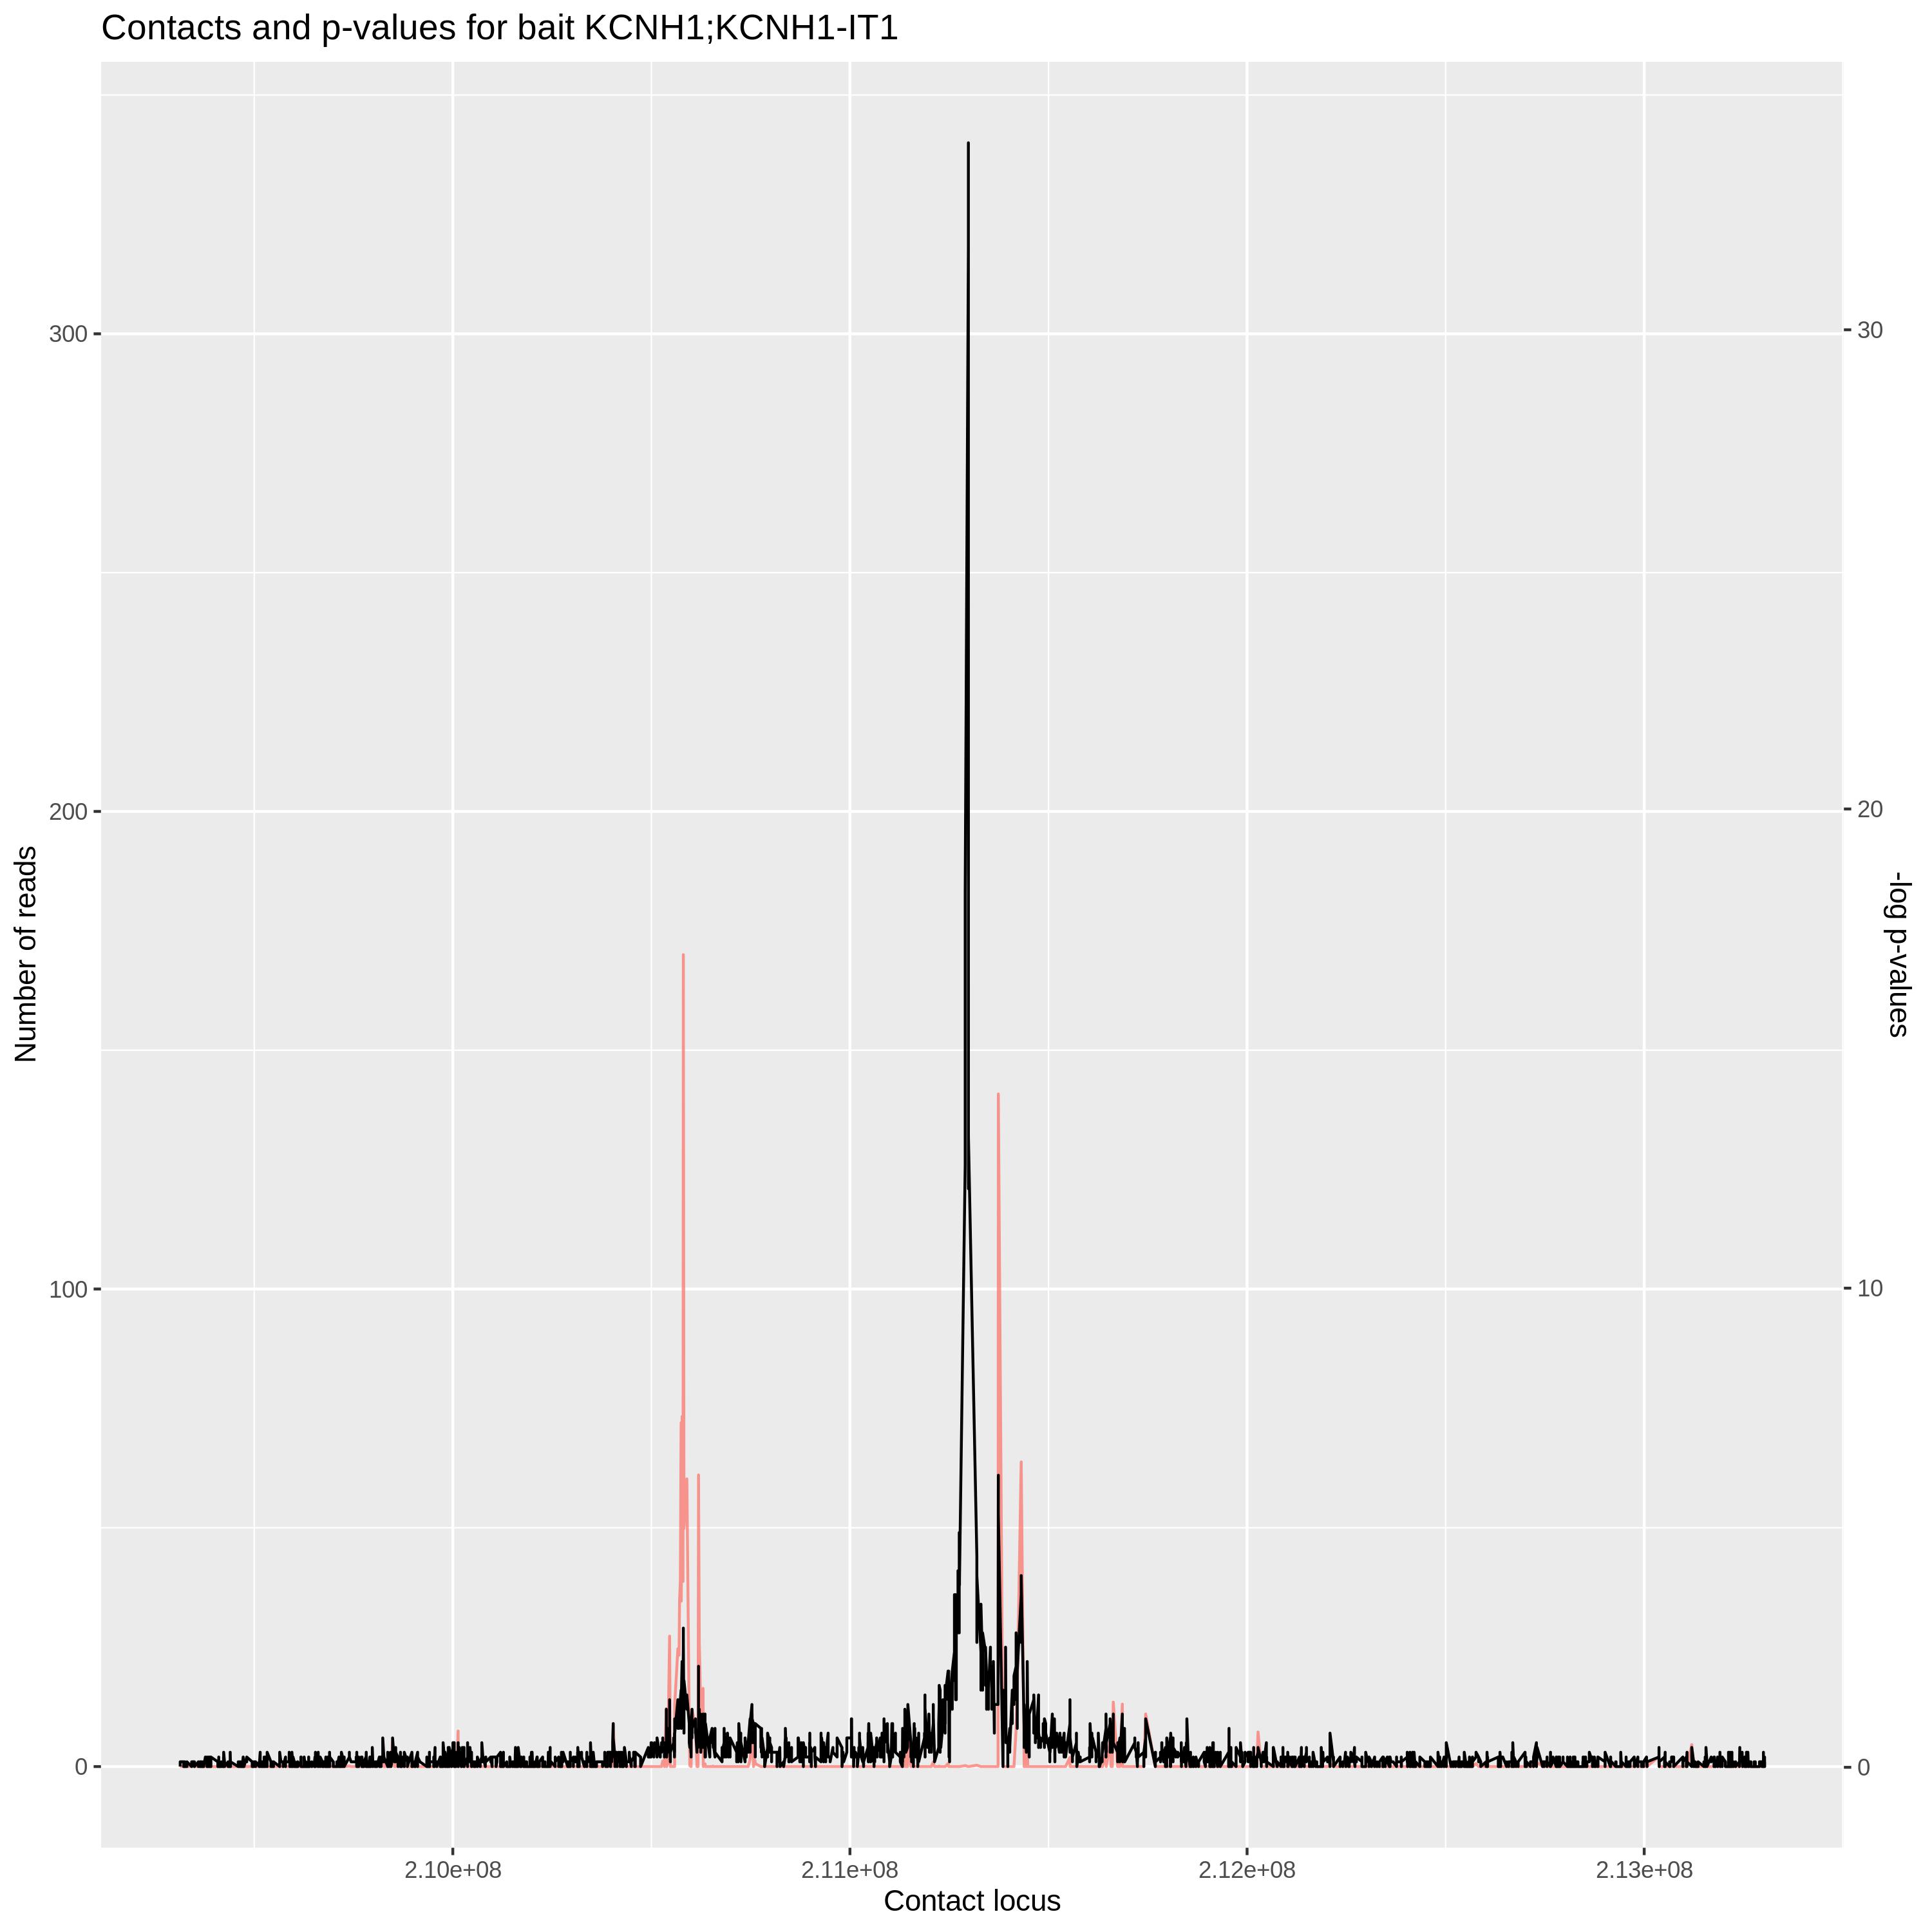 Contacts and p-values for bait KCNH1;KCNH1-IT1
300
200
100
0
30
20
10
0
Number of reads
-log p-values
2.10e+08
2.11e+08
2.12e+08
2.13e+08
Contact locus